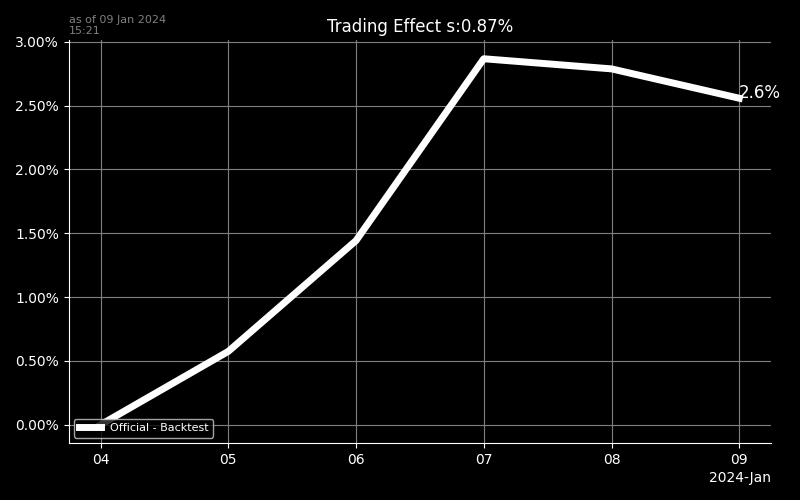 as of 09 Jan 2024
15:21
Trading Effect s:0.87%
3.00%
2.50%
2.00%
1.50%
1.00%
0.50%
0.00%
2.6%
Official - Backtest
04 05 06 07 08 09
2024-Jan